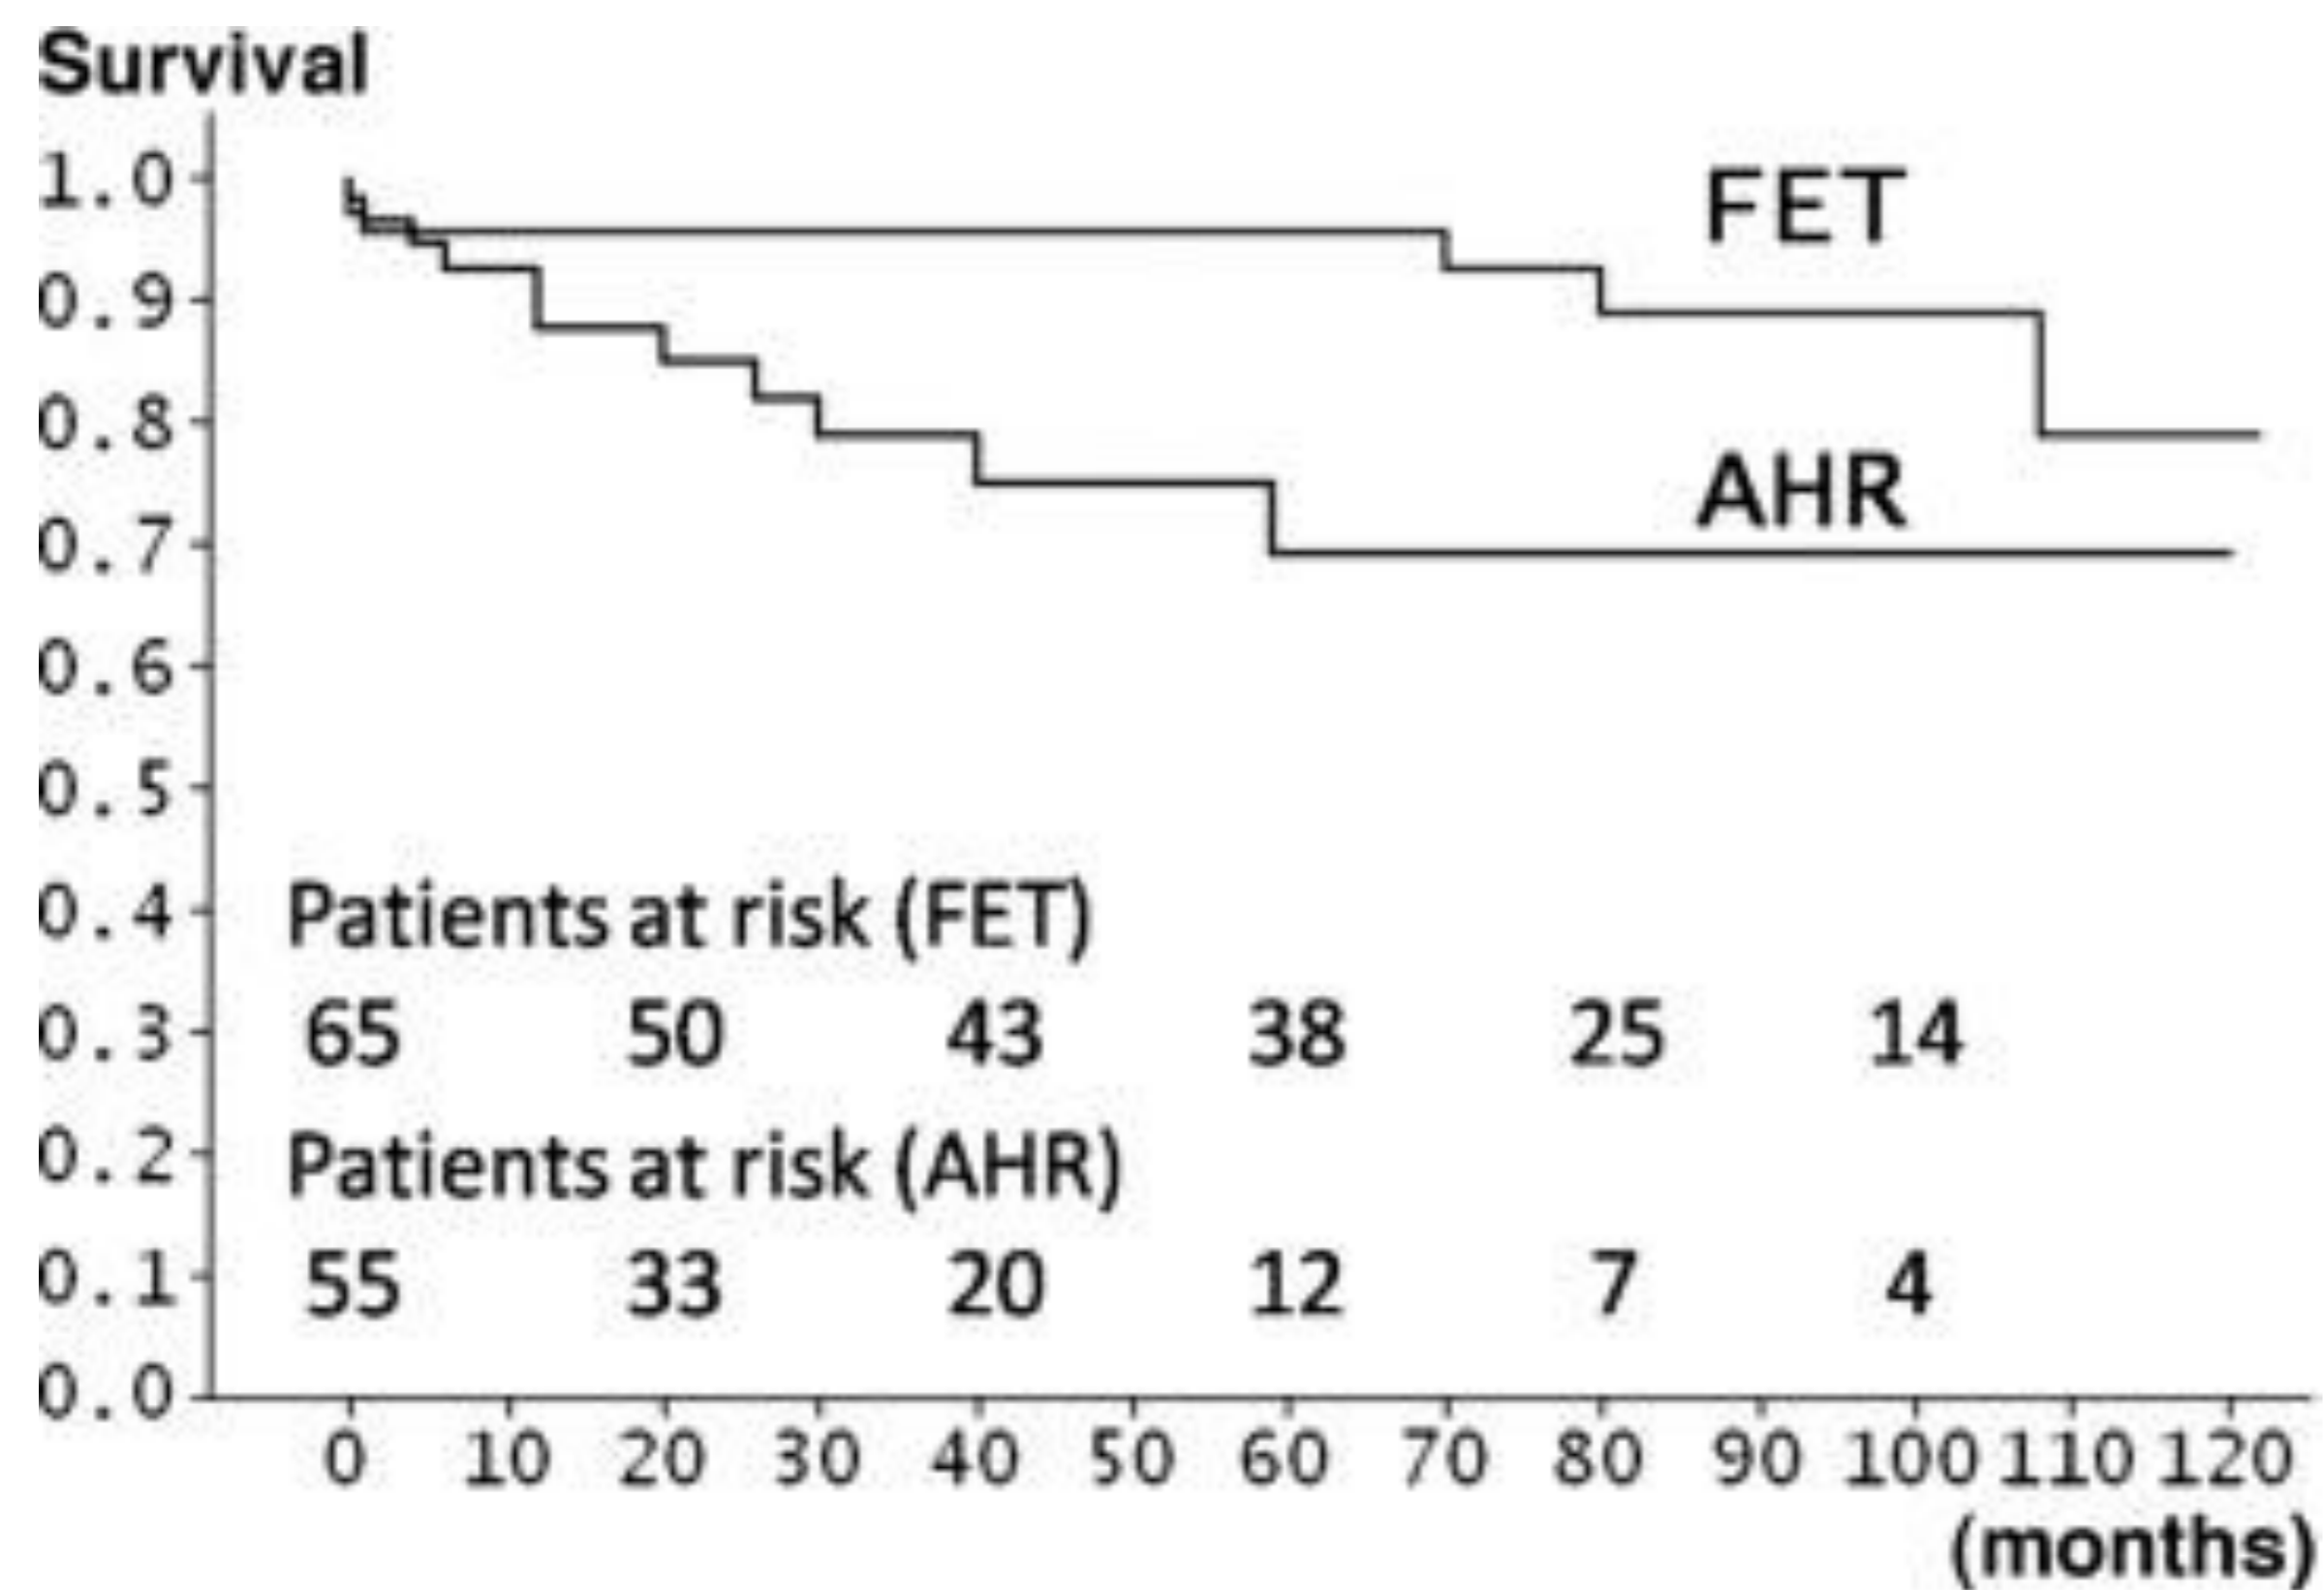 Survival
1.0
FET
0.9
0.8
AHR
0.7
0.6
0.5
0.4
Patients at risk (FET)
0.3
65 50 43 38 25 14
0.2
Patients at risk (AHR)
0.1
55 33 20 12 7 4
0.0
0 10 20 30 40 50 60 70 80 90 100 110 120
(months)